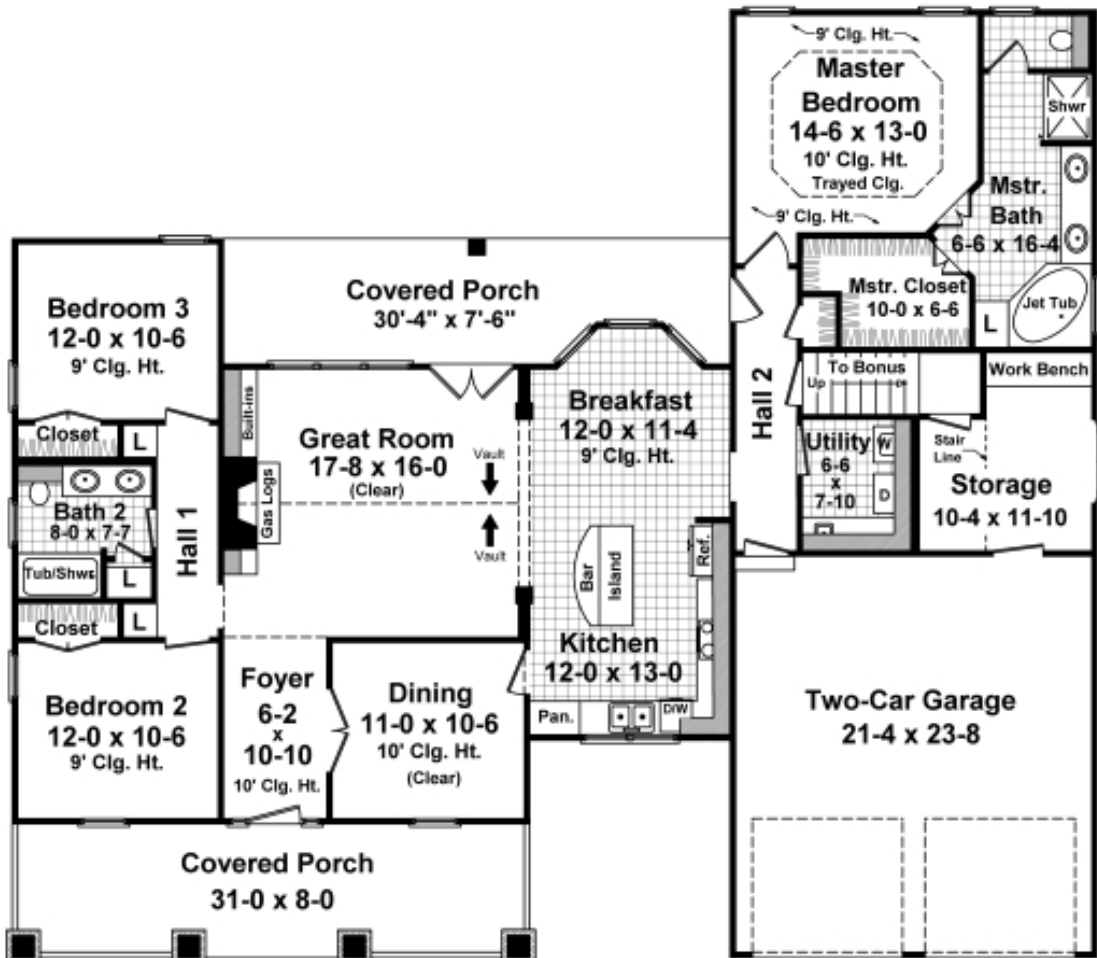 9' Clg. Ht.
Master
Bedroom
14-6 x 13-0
10' Clg. Ht.
Trayed Clg.
9' Clg. Ht.
Shwr
Mstr.
Bath
6-6 x 16-4
Mstr. Closet
10-0 x 6-6
L
Jet Tub
Covered Porch
30'-4" x 7'-6"
Bedroom 3
12-0 x 10-6
9' Clg. Ht.
Closet
L
Bath 2
8-0 x 7-7
Tub/Shwr
L
Closet
L
Hall 1
Built-ins
Gas Logs
Great Room
17-8 x 16-0
(Clear)
Vault
Vault
Breakfast
12-0 x 11-4
9' Clg. Ht.
Hall 2
To Bonus
Up
Work Bench
Utility
6-6
x
7-10
W
D
Stair
Line
Storage
10-4 x 11-10
Bar
Island
Ref.
Kitchen
12-0 x 13-0
Pan.
D/W
Bedroom 2
12-0 x 10-6
9' Clg. Ht.
Foyer
6-2
x
10-10
10' Clg. Ht.
Dining
11-0 x 10-6
10' Clg. Ht.
(Clear)
Two-Car Garage
21-4 x 23-8
Covered Porch
31-0 x 8-0